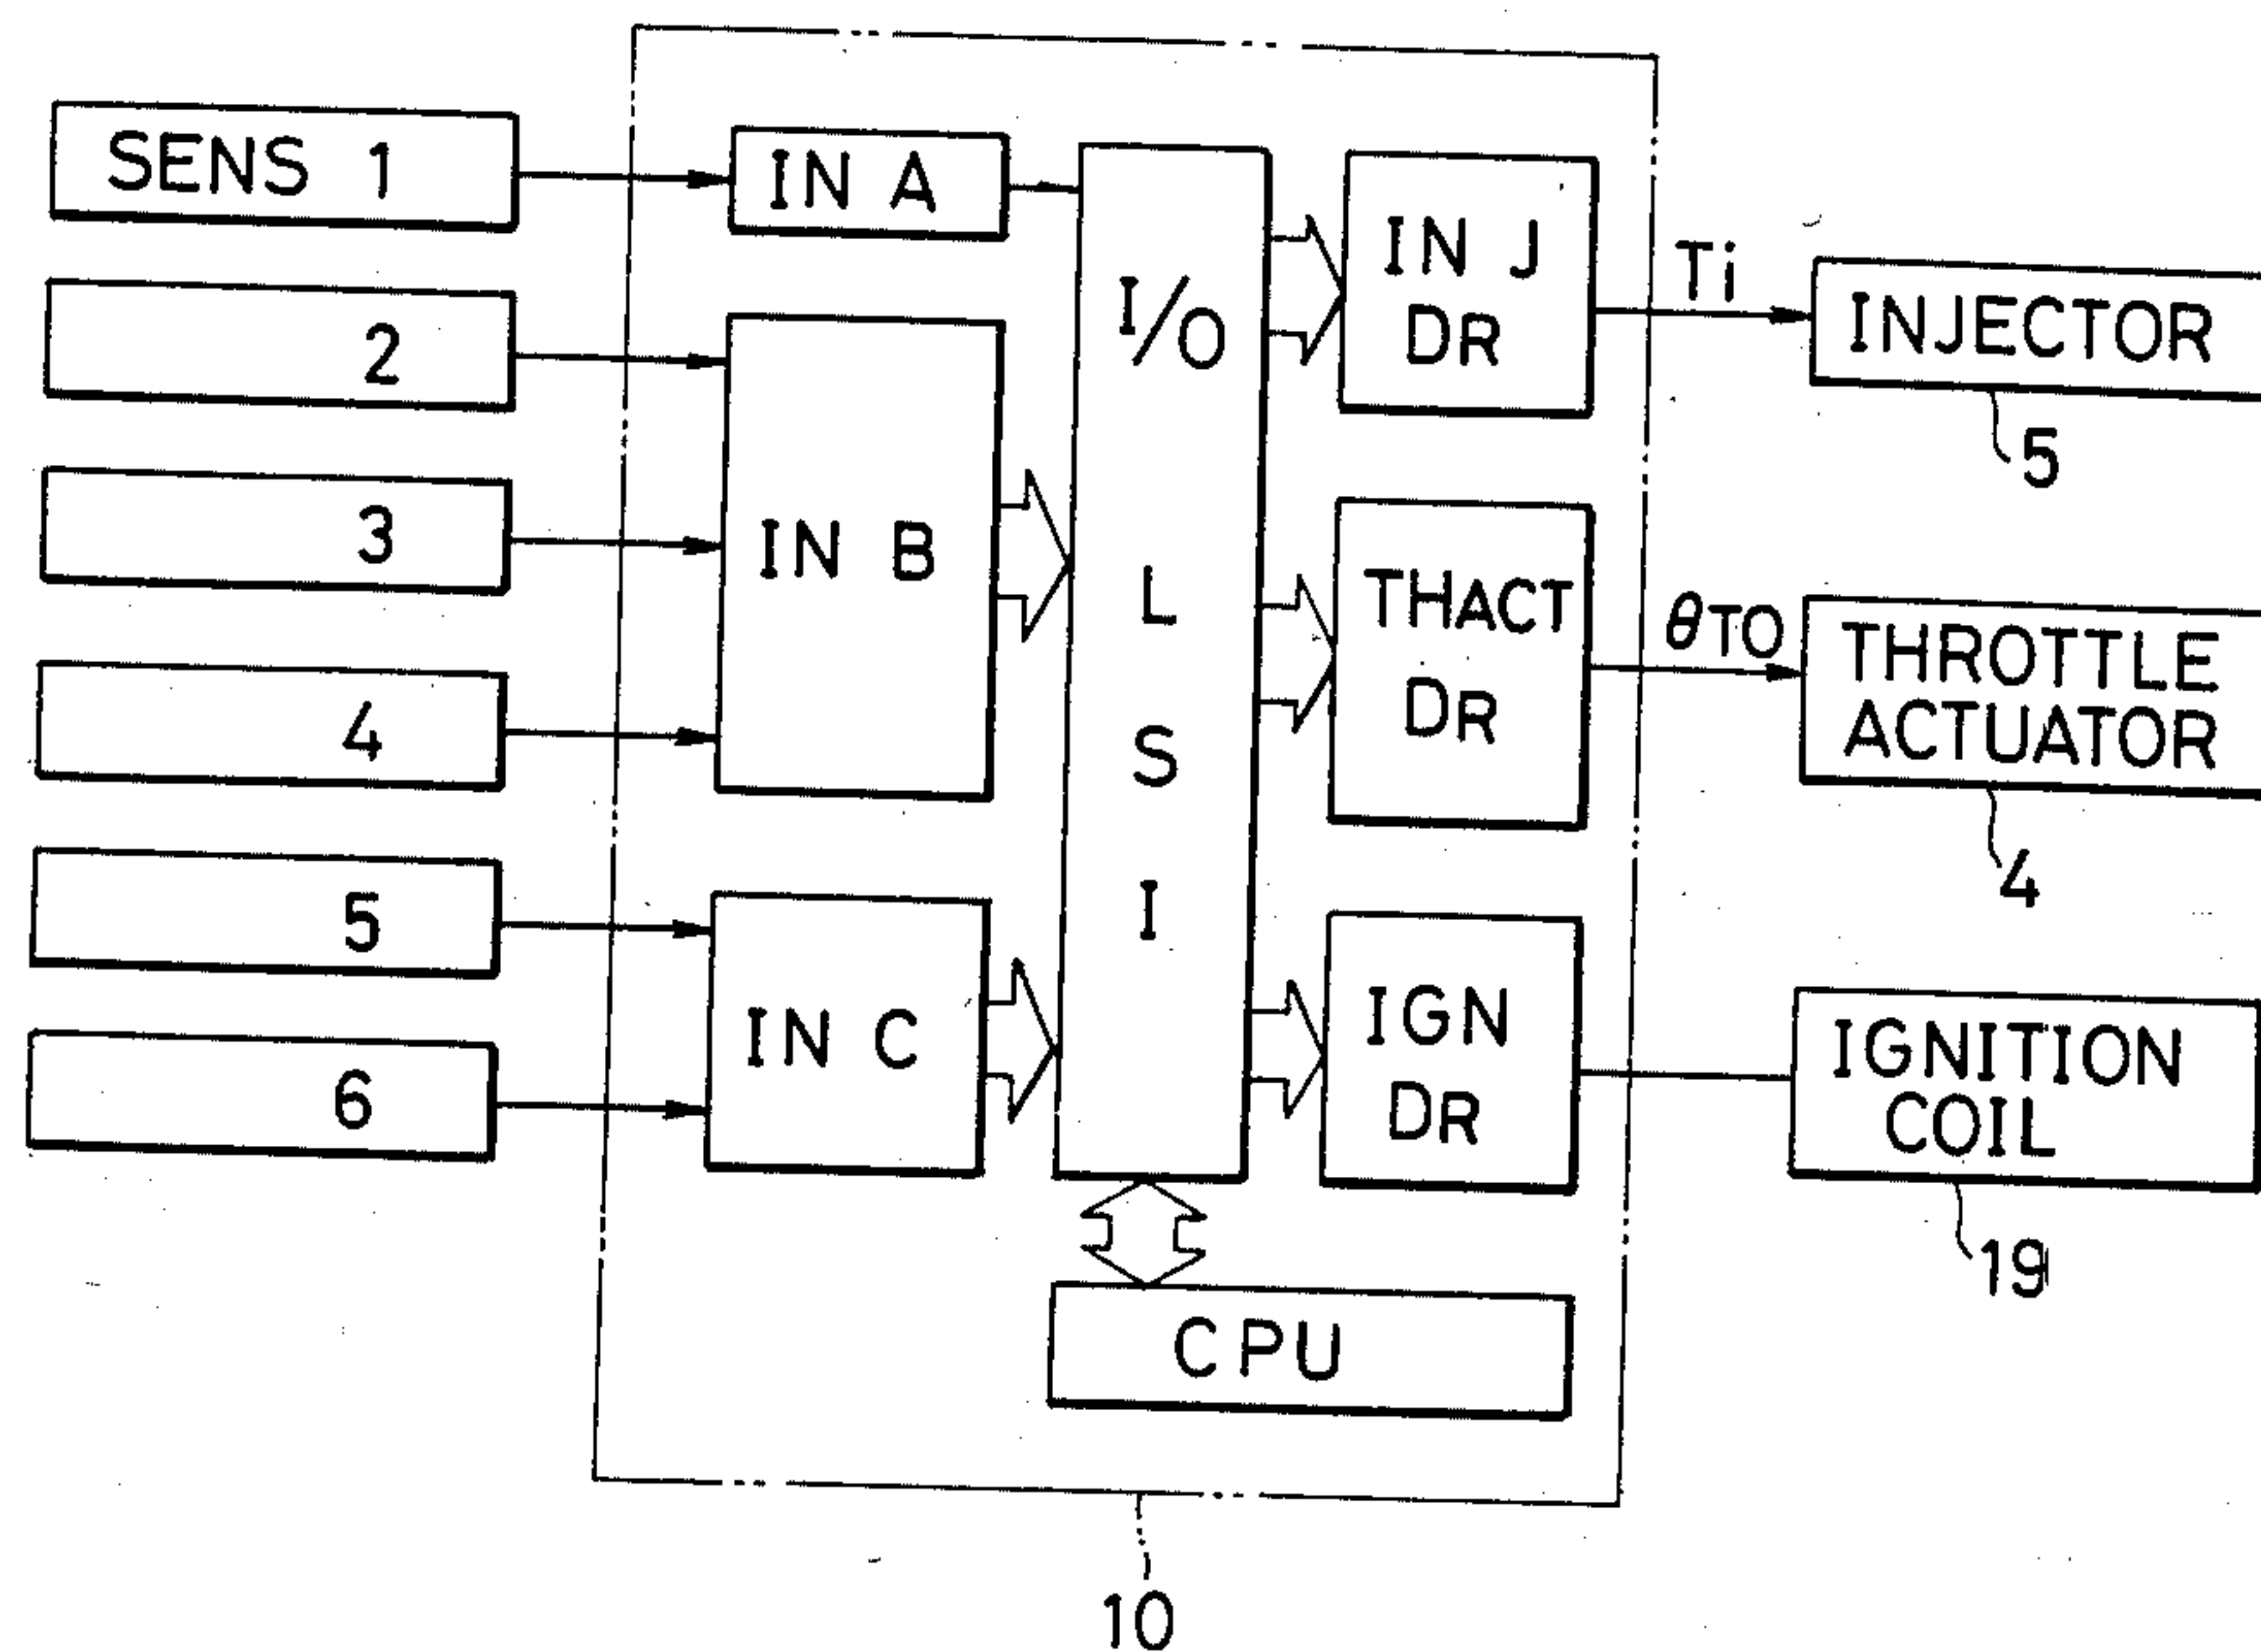 SENS 1
2
3
4
5
6
IN A
IN B
IN C
I/O
L
S
I
CPU
IN J
DR
THACT
DR
IGN
DR
Ti
θTO
INJECTOR
5
THROTTLE
ACTUATOR
4
IGNITION
COIL
19
10